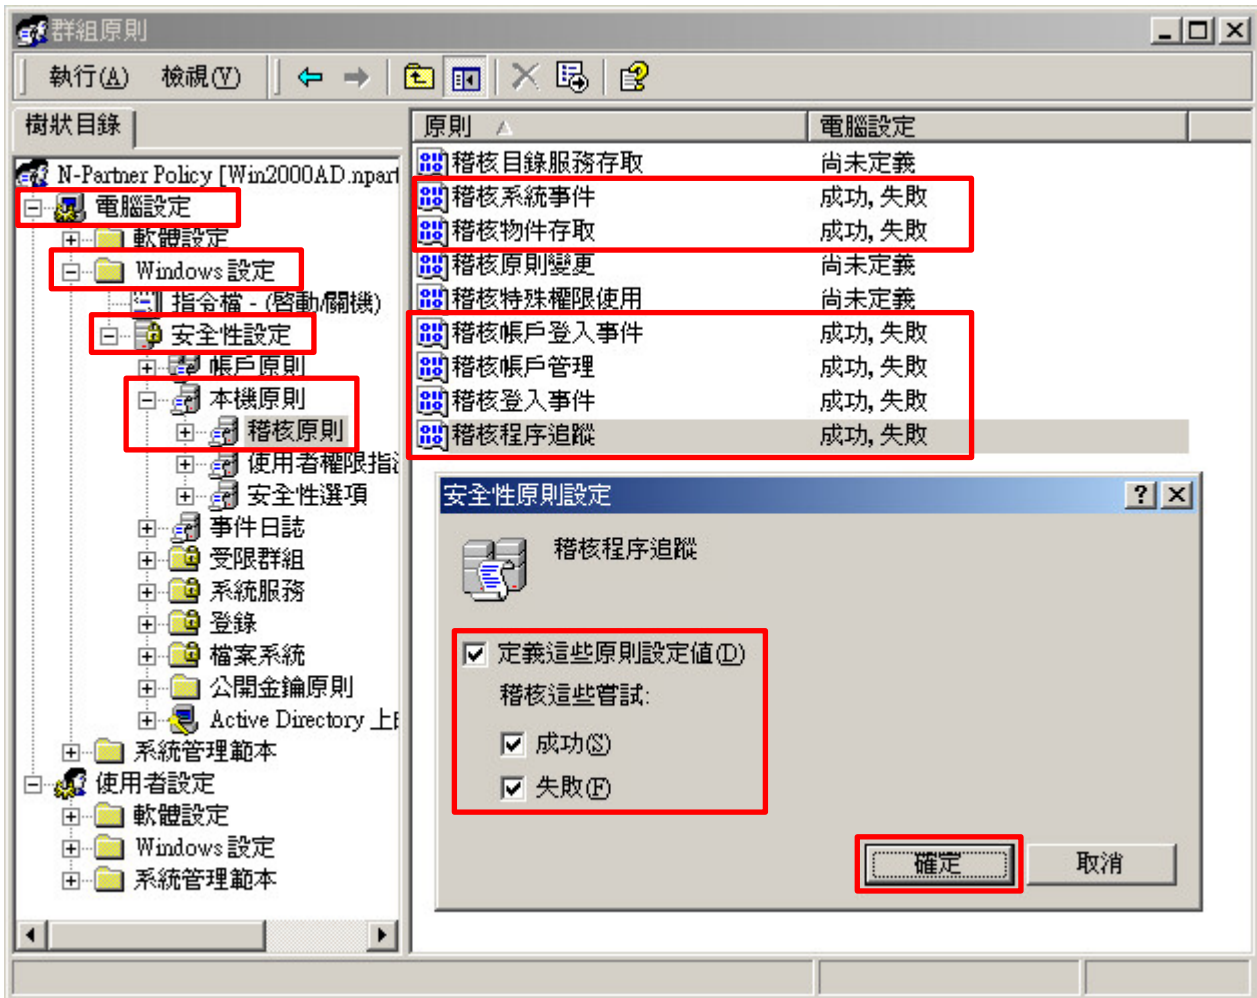 群組原則
執行(A) 檢視(V)
樹狀目錄
N-Partner Policy [Win2000AD.npart
電腦設定
軟體設定
Windows 設定
指令檔 - (啓動/關機)
安全性設定
帳戶原則
本機原則
稽核原則
使用者權限指
安全性選項
事件日誌
受限群組
系統服務
登錄
檔案系統
公開金鑰原則
Active Directory 上
系統管理範本
使用者設定
軟體設定
Windows 設定
系統管理範本
原則 電腦設定
稽核目錄服務存取 尚未定義
稽核系統事件 成功, 失敗
稽核物件存取 成功, 失敗
稽核原則變更 尚未定義
稽核特殊權限使用 尚未定義
稽核帳戶登入事件 成功, 失敗
稽核帳戶管理 成功, 失敗
稽核登入事件 成功, 失敗
稽核程序追蹤 成功, 失敗
安全性原則設定
稽核程序追蹤
定義這些原則設定值(D)
稽核這些嘗試:
成功(S)
失敗(F)
確定 取消